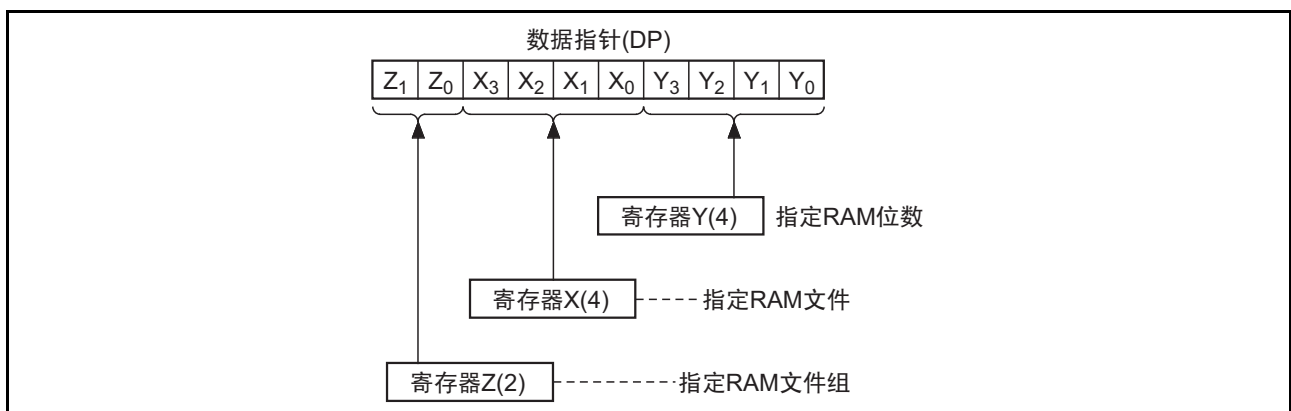 数据指针(DP)
Z1 Z0 X3 X2 X1 X0 Y3 Y2 Y1 Y0
寄存器Y(4) 指定RAM位数
寄存器X(4) 指定RAM文件
寄存器Z(2) 指定RAM文件组